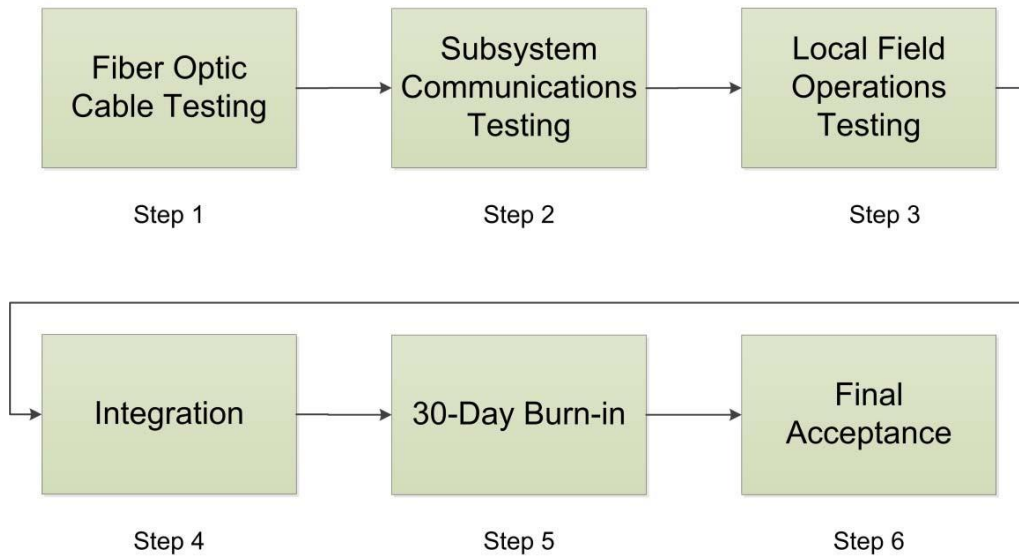 Fiber Optic
Cable Testing
Subsystem
Communications
Testing
Local Field
Operations
Testing
Step 1
Step 2
Step 3
Integration
30-Day Burn-in
Final
Acceptance
Step 4
Step 5
Step 6